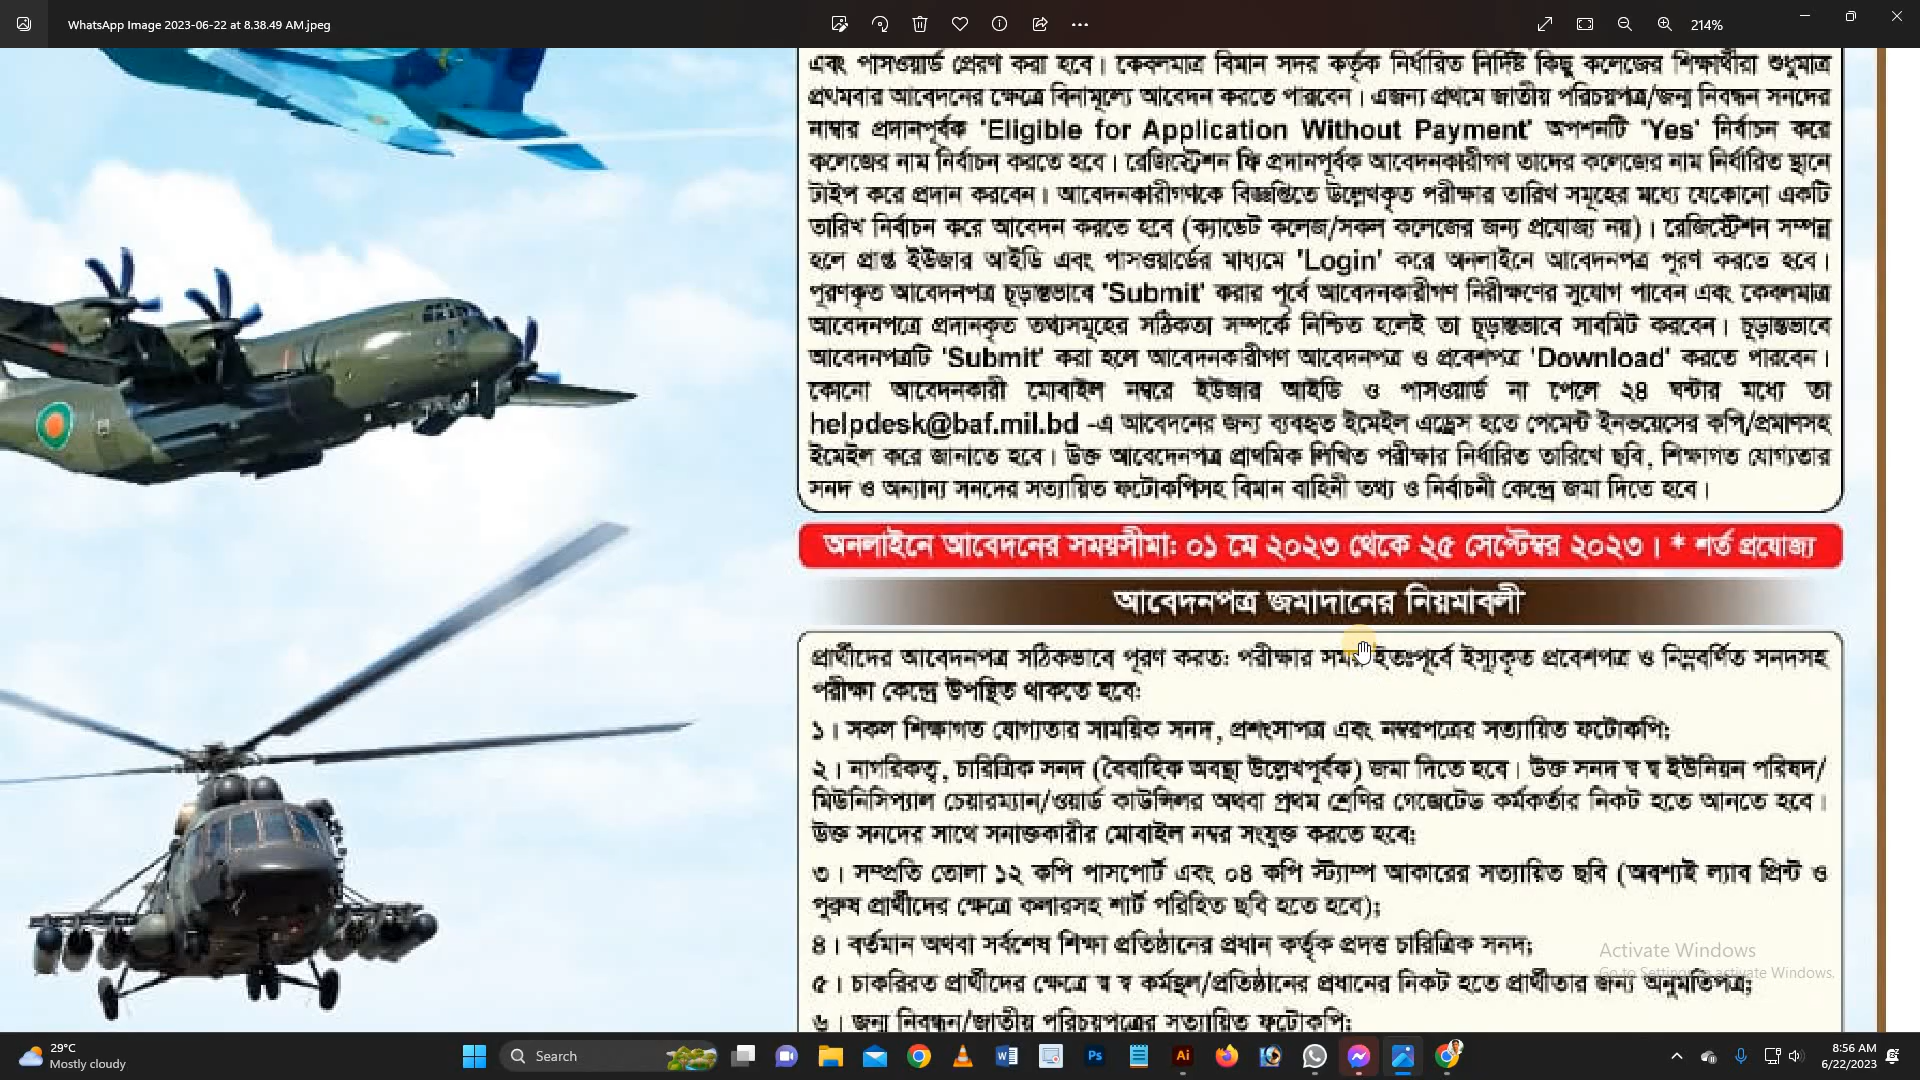 WhatsApp Image 2023-06-22 at 8.38.49 AM.jpeg
214%
এবং পাসওয়ার্ড প্রেরণ করা হবে। কেবলমাত্র বিমান সদর কর্তৃক নির্ধারিত নির্দিষ্ট কিছু কলেজের শিক্ষার্থীরা শুধুমাত্র
প্রথমবার আবেদনের ক্ষেত্রে বিনামূল্যে আবেদন করতে পারবেন। এজন্য প্রথমে জাতীয় পরিচয়পত্র/জন্ম নিবন্ধন সনদের
নাম্বার প্রদানপূর্বক 'Eligible for Application Without Payment' অপশনটি 'Yes' নির্বাচন করে
কলেজের নাম নির্বাচন করতে হবে। রেজিস্ট্রেশন ফি প্রদানপূর্বক আবেদনকারীগণ তাদের কলেজের নাম নির্ধারিত স্থানে
টাইপ করে প্রদান করবেন। আবেদনকারীগণকে বিজ্ঞপ্তিতে উল্লেখকৃত পরীক্ষার তারিখ সমূহের মধ্যে যেকোনো একটি
তারিখ নির্বাচন করে আবেদন করতে হবে (ক্যাডেট কলেজ/সকল কলেজের জন্য প্রযোজ্য নয়)। রেজিস্ট্রেশন সম্পন্ন
হলে প্রাপ্ত ইউজার আইডি এবং পাসওয়ার্ডের মাধ্যমে 'Login' করে অনলাইনে আবেদনপত্র পূরণ করতে হবে।
পূরণকৃত আবেদনপত্র চূড়ান্তভাবে 'Submit' করার পূর্বে আবেদনকারীগণ নিরীক্ষণের সুযোগ পাবেন এবং কেবলমাত্র
আবেদনপত্রে প্রদানকৃত তথ্যসমূহের সঠিকতা সম্পর্কে নিশ্চিত হলেই তা চূড়ান্তভাবে সাবমিট করবেন। চূড়ান্তভাবে
আবেদনপত্রটি 'Submit' করা হলে আবেদনকারীগণ আবেদনপত্র ও প্রবেশপত্র 'Download' করতে পারবেন।
কোনো আবেদনকারী মোবাইল নম্বরে ইউজার আইডি ও পাসওয়ার্ড না পেলে ২৪ ঘন্টার মধ্যে তা
helpdesk@baf.mil.bd -এ আবেদনের জন্য ব্যবহৃত ইমেইল এড্রেস হতে পেমেন্ট ইনভয়েসের কপি/প্রমাণসহ
ইমেইল করে জানাতে হবে। উক্ত আবেদেনপত্র প্রাথমিক লিখিত পরীক্ষার নির্ধারিত তারিখে ছবি, শিক্ষাগত যোগ্যতার
সনদ ও অন্যান্য সনদের সত্যায়িত ফটোকপিসহ বিমান বাহিনী তথ্য ও নির্বাচনী কেন্দ্রে জমা দিতে হবে।
অনলাইনে আবেদনের সময়সীমা: ০১ মে ২০২৩ থেকে ২৫ সেপ্টেম্বর ২০২৩। * শর্ত প্রযোজ্য
আবেদনপত্র জমাদানের নিয়মাবলী
প্রার্থীদের আবেদনপত্র সঠিকভাবে পূরণ করত: পরীক্ষার সময় ইতঃপূর্বে ইস্যুকৃত প্রবেশপত্র ও নিম্নবর্ণিত সনদসহ
পরীক্ষা কেন্দ্রে উপস্থিত থাকতে হবে:
১। সকল শিক্ষাগত যোগ্যতার সাময়িক সনদ, প্রশংসাপত্র এবং নম্বরপত্রের সত্যায়িত ফটোকপি;
২। নাগরিকত্ব, চারিত্রিক সনদ (বৈবাহিক অবস্থা উল্লেখপূর্বক) জমা দিতে হবে। উক্ত সনদ স্ব স্ব ইউনিয়ন পরিষদ/
মিউনিসিপ্যাল চেয়ারম্যান/ওয়ার্ড কাউন্সিলর অথবা প্রথম শ্রেণির গেজেটেড কর্মকর্তার নিকট হতে আনতে হবে।
উক্ত সনদের সাথে সনাক্তকারীর মোবাইল নম্বর সংযুক্ত করতে হবে;
৩। সম্প্রতি তোলা ১২ কপি পাসপোর্ট এবং ০৪ কপি স্ট্যাম্প আকারের সত্যায়িত ছবি (অবশ্যই ল্যাব প্রিন্ট ও
পুরুষ প্রার্থীদের ক্ষেত্রে কলারসহ শার্ট পরিহিত ছবি হতে হবে);
৪। বর্তমান অথবা সর্বশেষ শিক্ষা প্রতিষ্ঠানের প্রধান কর্তৃক প্রদত্ত চারিত্রিক সনদ;
৫। চাকরিরত প্রার্থীদের ক্ষেত্রে স্ব স্ব কর্মস্থল/প্রতিষ্ঠানের প্রধানের নিকট হতে প্রার্থীতার জন্য অনুমতিপত্র;
৬। জন্ম নিবন্ধন/জাতীয় পরিচয়পত্রের সত্যায়িত ফটোকপি;
Activate Windows
Go to Settings to activate Windows.
29°C
Mostly cloudy
Search
8:56 AM
6/22/2023